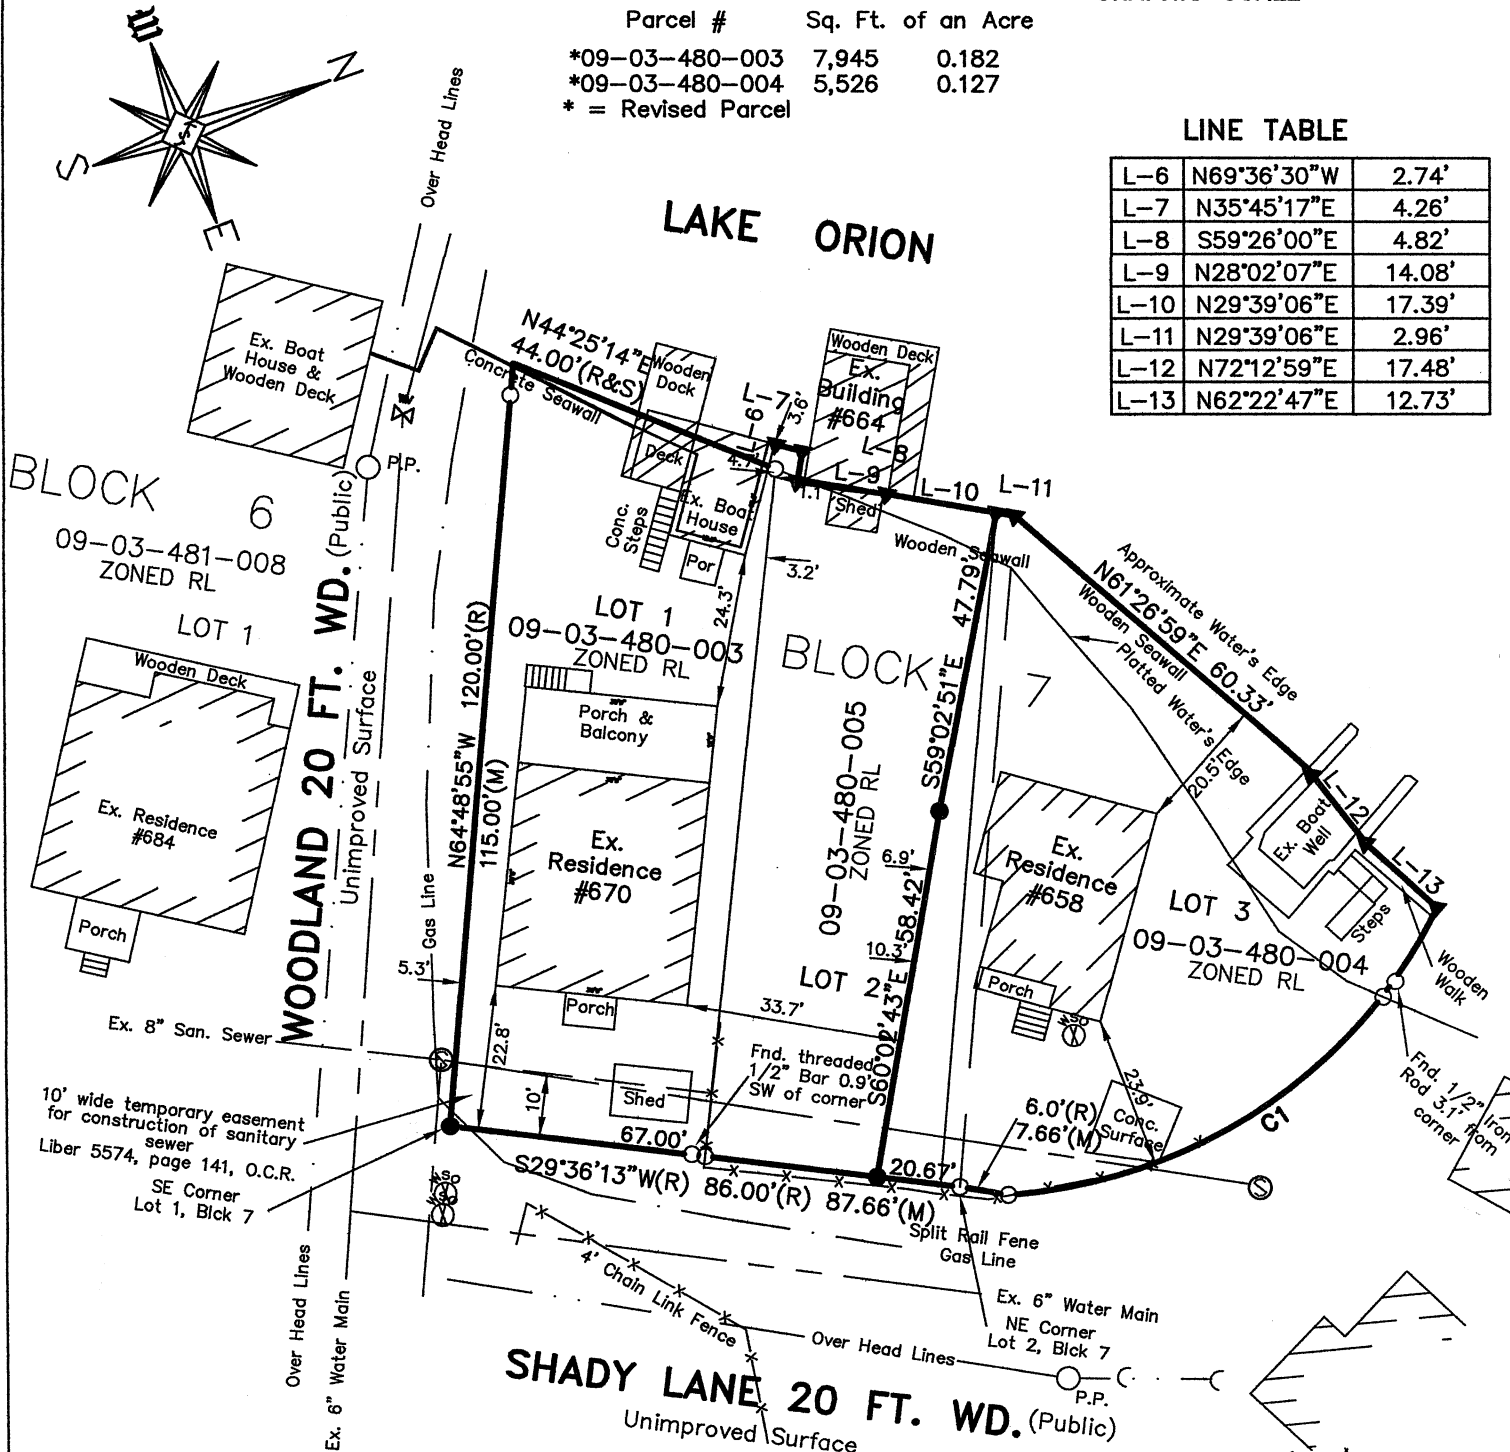 Parcel # Sq. Ft. of an Acre
*09-03-480-003 7,945 0.182
*09-03-480-004 5,526 0.127
* = Revised Parcel
LINE TABLE
L-6 N69°36'30"W 2.74'
L-7 N35°45'17"E 4.26'
L-8 S59°26'00"E 4.82'
L-9 N28°02'07"E 14.08'
L-10 N29°39'06"E 17.39'
L-11 N29°39'06"E 2.96'
L-12 N72°12'59"E 17.48'
L-13 N62°22'47"E 12.73'
N
S
E
Over Head Lines
LAKE ORION
Ex. Boat
House &
Wooden Deck
N44°25'14"E
44.00'(R&S)
Concrete Seawall
Wooden
Dock
Deck
Ex. Boat
House
Conc.
Steps
Por
L-6
L-7
3.6'
Wooden Deck
Ex.
Building
#664
L-8
L-9
L-10
L-11
Shed
Wooden Seawall
3.2'
24.3'
P.P.
BLOCK 6
09-03-481-008
ZONED RL
LOT 1
Wooden Deck
Ex. Residence
#684
Porch
WOODLAND 20 FT. WD. (Public)
Unimproved Surface
Gas Line
N64°48'55"W 120.00'(R)
115.00'(M)
LOT 1
09-03-480-003
ZONED RL
Porch &
Balcony
Ex.
Residence
#670
Porch
BLOCK 7
09-03-480-005
ZONED RL
LOT 2
47.79'
S59°02'51"E
6.9'
58.42'
10.3'
S60°02'43"E
Approximate Water's Edge
N61°26'59"E 60.33'
Wooden Seawall
Platted Water's Edge
20.5'
L-12
L-13
Ex. Boat
Well
Steps
Wooden
Walk
Ex.
Residence
#658
Porch
LOT 3
09-03-480-004
ZONED RL
5.3'
22.8'
33.7'
10'
Ex. 8" San. Sewer
10' wide temporary easement
for construction of sanitary
sewer
Liber 5574, page 141, O.C.R.
SE Corner
Lot 1, Blck 7
Shed
Fnd. threaded
1/2" Bar 0.9'
SW of corner
67.00'
S29°36'13"W(R) 86.00'(R) 87.66'(M)
20.67'
6.0'(R)
7.66'(M)
WSO
23.9'
Conc.
Surface
C1
Fnd. 1/2" Iron
Rod 3.1' from
corner
S
Split Rail Fene
Gas Line
Ex. 6" Water Main
NE Corner
Lot 2, Blck 7
4' Chain Link Fence
Over Head Lines
P.P.
Over Head Lines
Ex. 6" Water Main
SHADY LANE 20 FT. WD. (Public)
Unimproved Surface